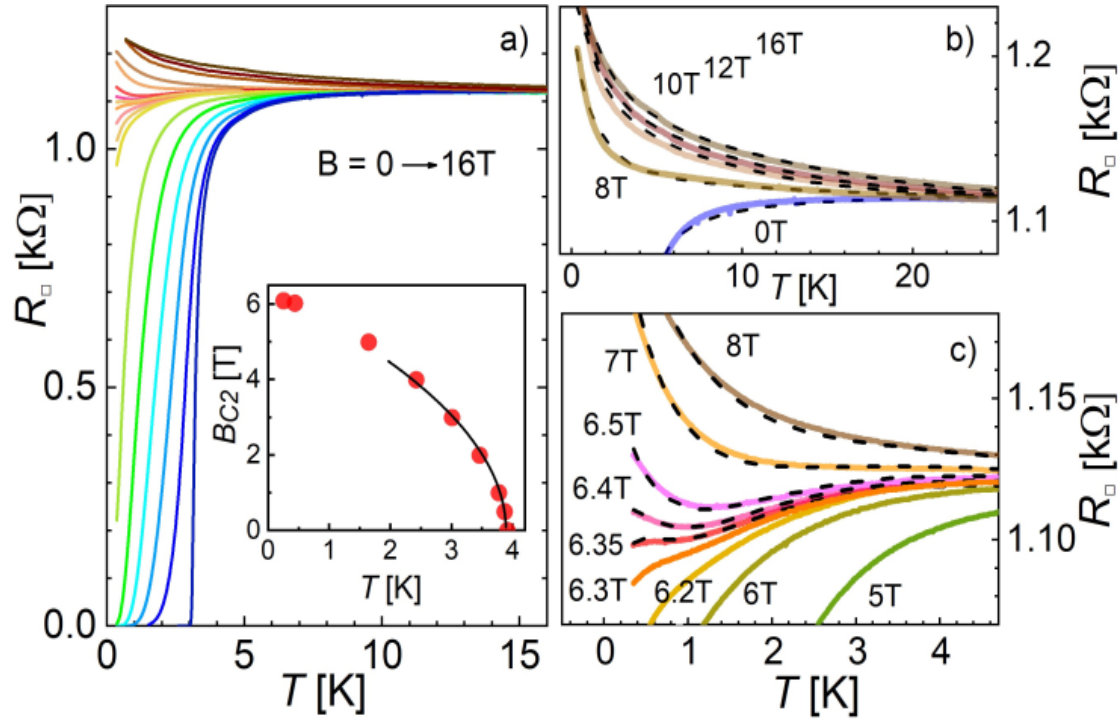 a)
B = 0 → 16T
R□ [kΩ]
1.0
0.5
0.0
0
5
10
15
T [K]
BC2 [T]
6
4
2
0
0
1
2
3
4
T [K]
b)
10T
12T
16T
8T
0T
R□ [kΩ]
1.2
1.1
0
10
20
T [K]
c)
8T
7T
6.5T
6.4T
6.35
6.3T
6.2T
6T
5T
R□ [kΩ]
1.15
1.10
0
1
2
3
4
T [K]